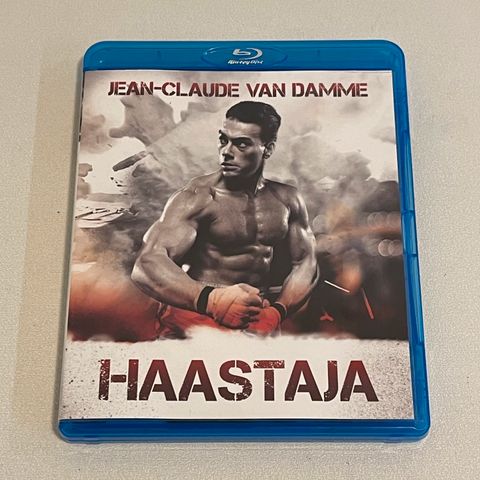 Blu-ray Disc
JEAN-CLAUDE VAN DAMME
HAASTAJA